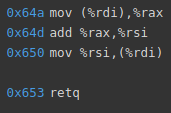 0x64a mov (%rdi),%rax
0x64d add %rax,%rsi
0x650 mov %rsi,(%rdi)
0x653 retq